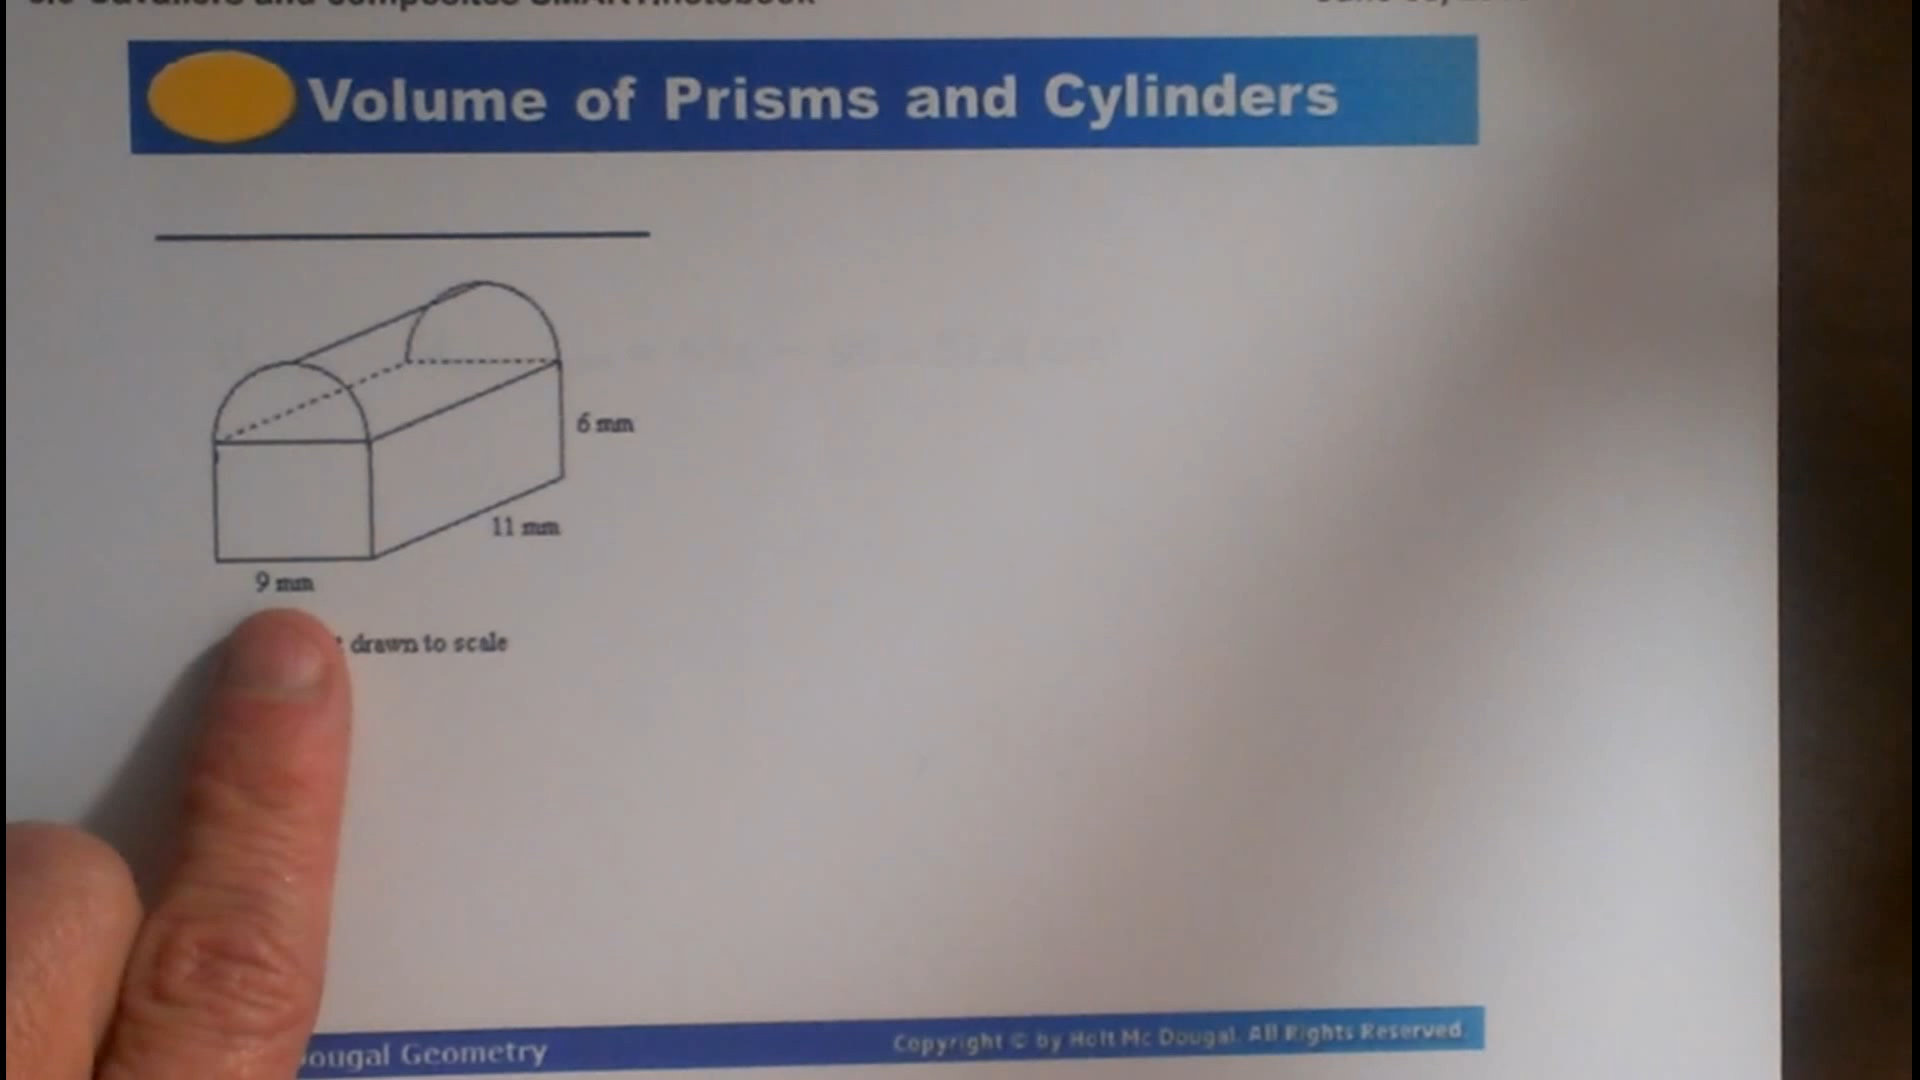 Volume of Prisms and Cylinders
6 mm
11 mm
9 mm
drawn to scale
Geometry
Copyright © by Holt Mc Dougal. All Rights Reserved.